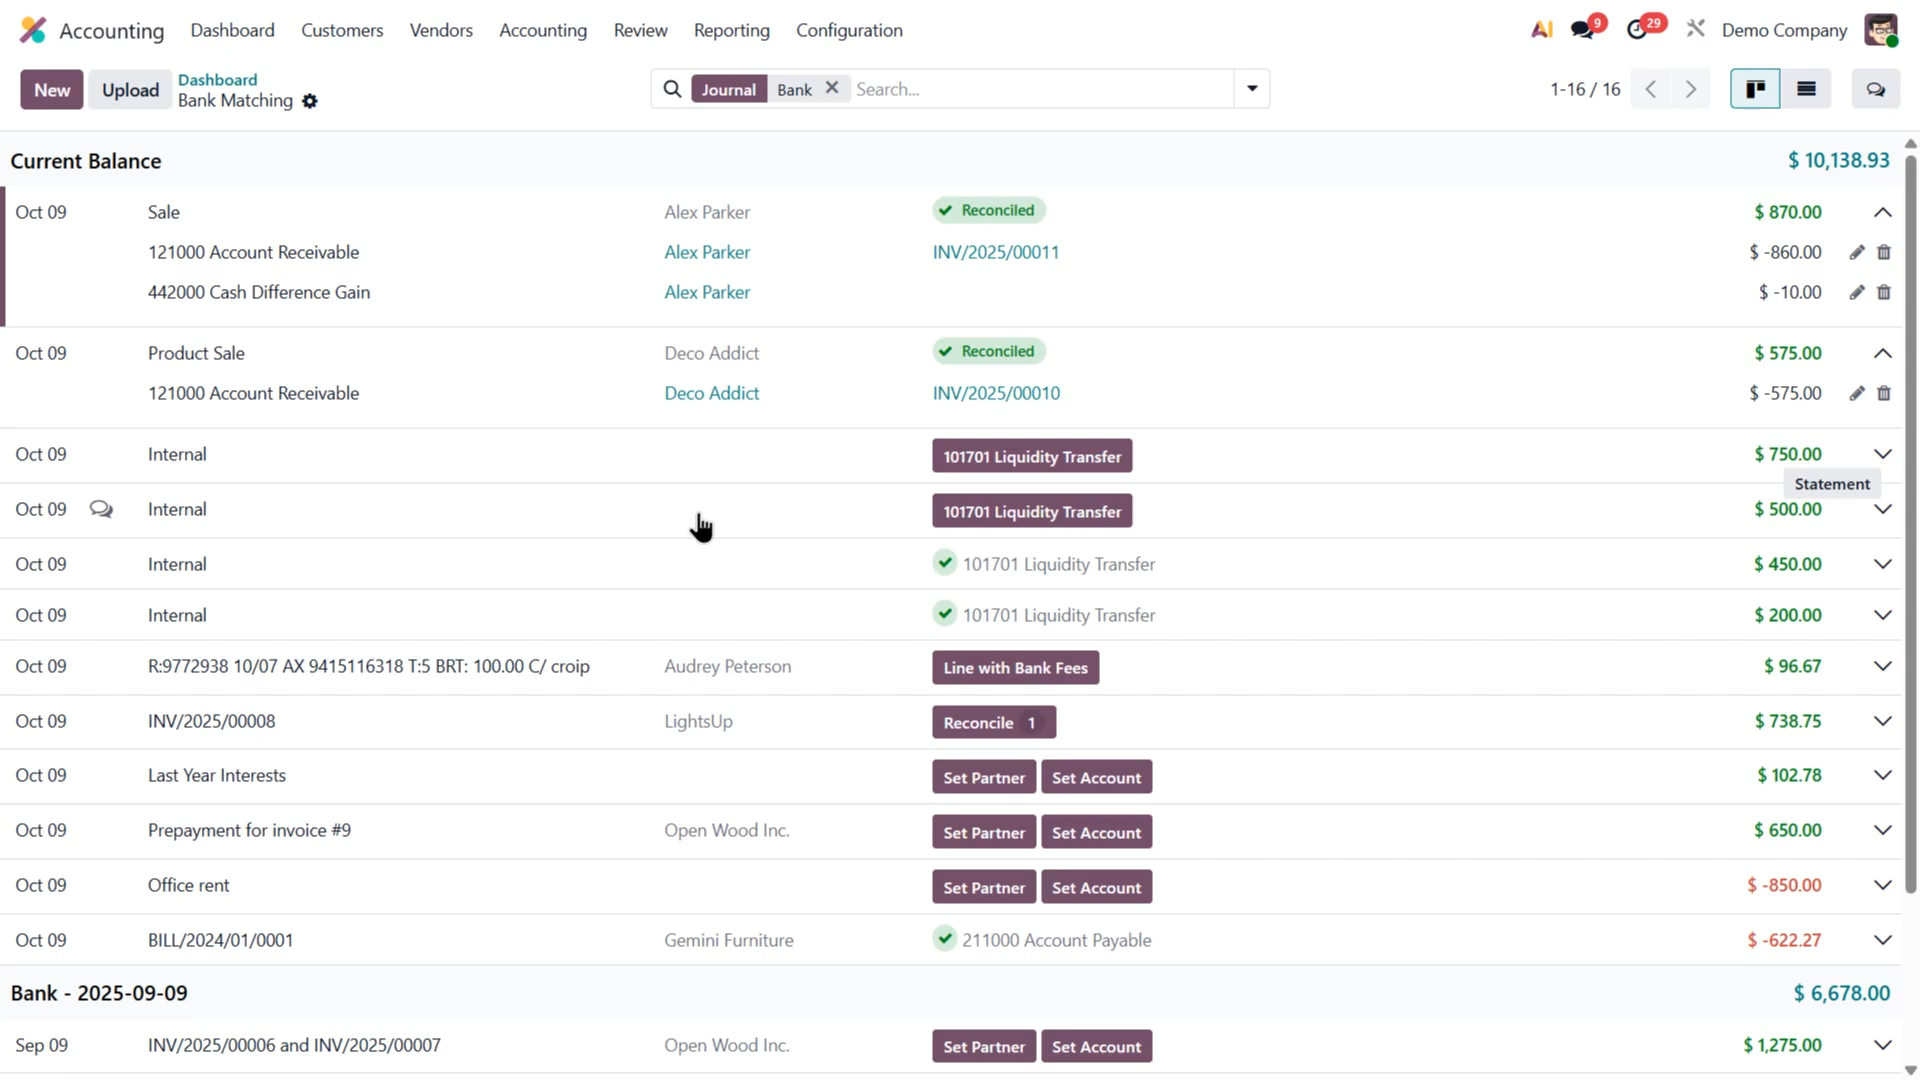 Accounting Dashboard Customers Vendors Accounting Review Reporting Configuration AI 9 29 Demo Company
New Upload Dashboard
Bank Matching
Journal Bank Search... 1-16 / 16
Current Balance $ 10,138.93
Oct 09 Sale Alex Parker Reconciled $ 870.00
121000 Account Receivable Alex Parker INV/2025/00011 $ -860.00
442000 Cash Difference Gain Alex Parker $ -10.00
Oct 09 Product Sale Deco Addict Reconciled $ 575.00
121000 Account Receivable Deco Addict INV/2025/00010 $ -575.00
Oct 09 Internal 101701 Liquidity Transfer $ 750.00
Statement
Oct 09 Internal 101701 Liquidity Transfer $ 500.00
Oct 09 Internal 101701 Liquidity Transfer $ 450.00
Oct 09 Internal 101701 Liquidity Transfer $ 200.00
Oct 09 R:9772938 10/07 AX 9415116318 T:5 BRT: 100.00 C/ croip Audrey Peterson Line with Bank Fees $ 96.67
Oct 09 INV/2025/00008 LightsUp Reconcile 1 $ 738.75
Oct 09 Last Year Interests Set Partner Set Account $ 102.78
Oct 09 Prepayment for invoice #9 Open Wood Inc. Set Partner Set Account $ 650.00
Oct 09 Office rent Set Partner Set Account $ -850.00
Oct 09 BILL/2024/01/0001 Gemini Furniture 211000 Account Payable $ -622.27
Bank - 2025-09-09 $ 6,678.00
Sep 09 INV/2025/00006 and INV/2025/00007 Open Wood Inc. Set Partner Set Account $ 1,275.00